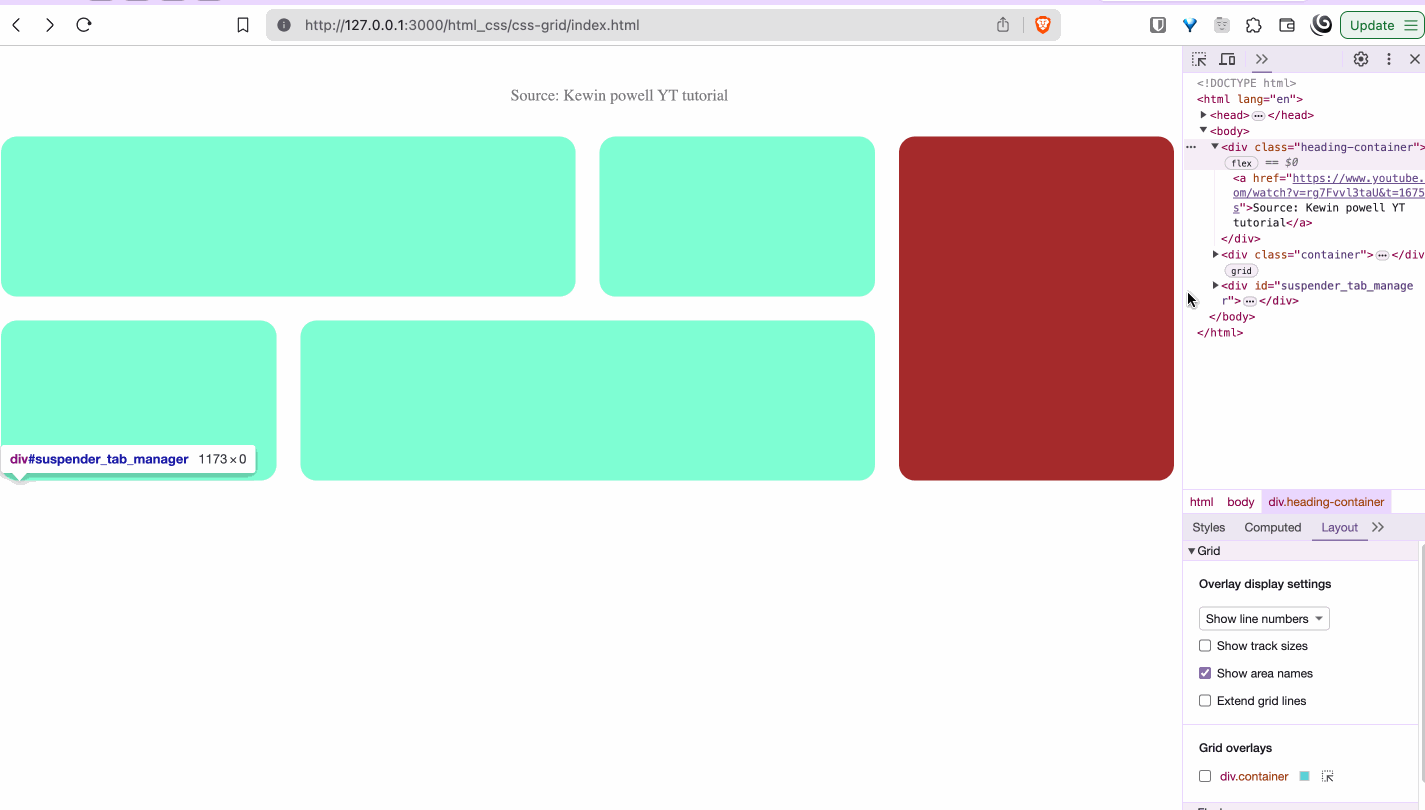 http://127.0.0.1:3000/html_css/css-grid/index.html
Update
Source: Kewin powell YT tutorial
div#suspender_tab_manager 1173×0
<!DOCTYPE html>
<html lang="en">
<head> … </head>
<body>
… <div class="heading-container">
flex == $0
<a href="https://www.youtube.
om/watch?v=rg7Fvvl3taU&t=1675
s">Source: Kewin powell YT
tutorial</a>
</div>
<div class="container"> … </div
grid
<div id="suspender_tab_manage
r"> … </div>
</body>
</html>
html body div.heading-container
Styles Computed Layout
Grid
Overlay display settings
Show line numbers
Show track sizes
Show area names
Extend grid lines
Grid overlays
div.container